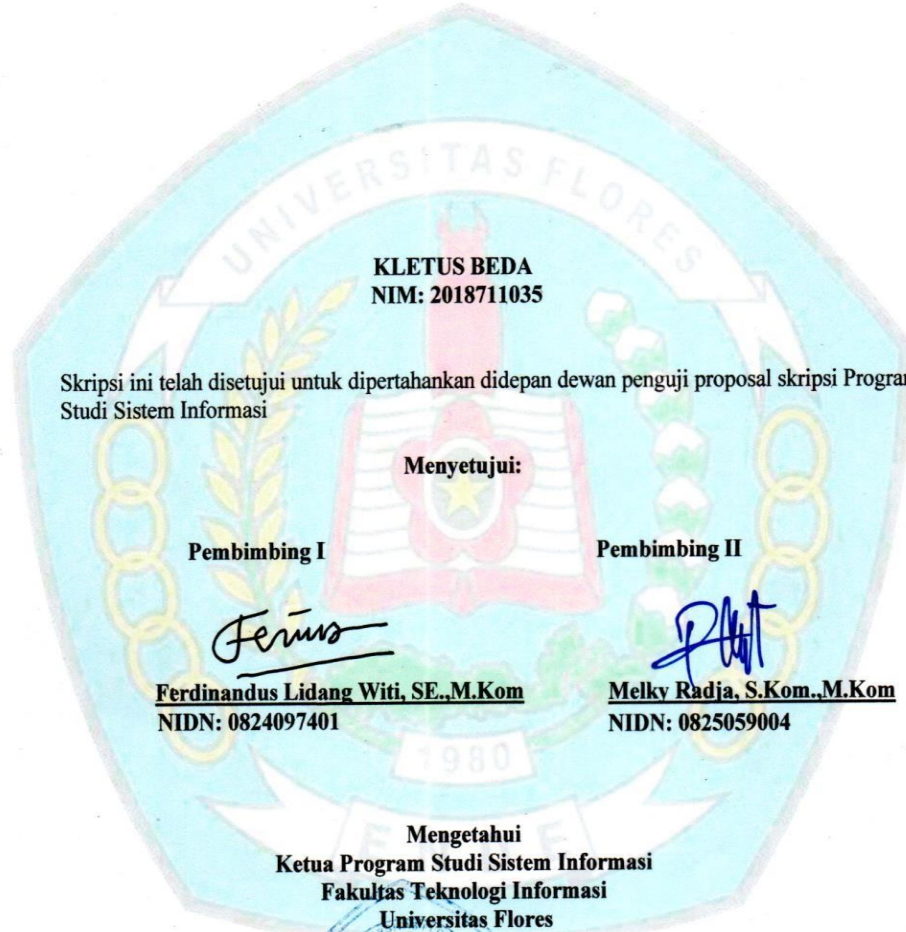 UNIVERSITAS FLORES
KLETUS BEDA
NIM: 2018711035
Skripsi ini telah disetujui untuk dipertahankan didepan dewan penguji proposal skripsi Program
Studi Sistem Informasi
Menyetujui:
Pembimbing I
Pembimbing II
Ferdinandus Lidang Witi, SE.,M.Kom
Melky Radja, S.Kom.,M.Kom
NIDN: 0824097401
NIDN: 0825059004
1980
Mengetahui
Ketua Program Studi Sistem Informasi
Fakultas Teknologi Informasi
Universitas Flores